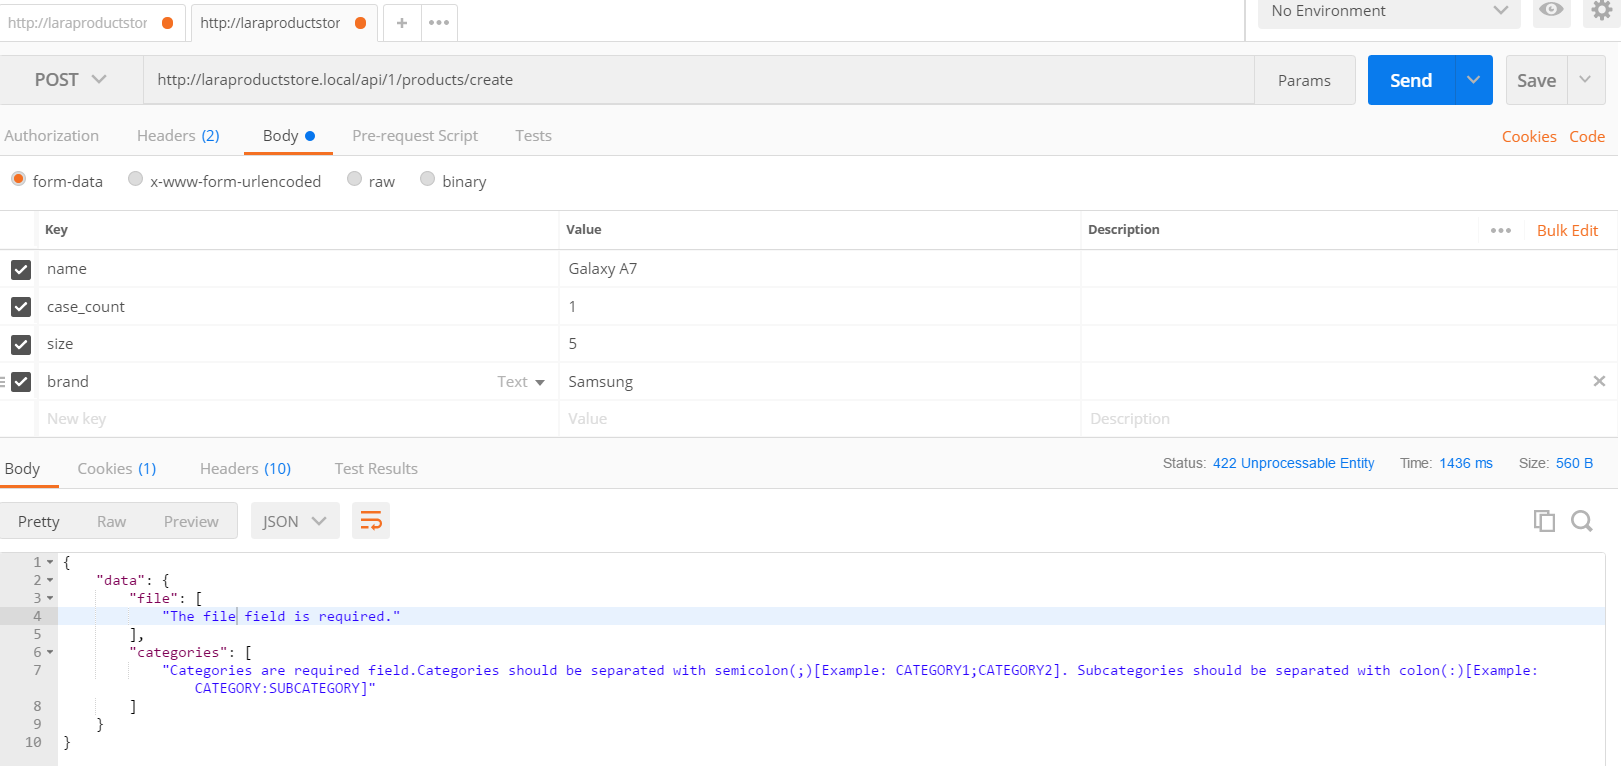 http://laraproductstor http://laraproductstor + ••• No Environment
POST http://laraproductstore.local/api/1/products/create Params Send Save
Authorization Headers (2) Body Pre-request Script Tests Cookies Code
form-data x-www-form-urlencoded raw binary
Key Value Description ••• Bulk Edit
name Galaxy A7
case_count 1
size 5
brand Text Samsung
New key Value Description
Body Cookies (1) Headers (10) Test Results Status: 422 Unprocessable Entity Time: 1436 ms Size: 560 B
Pretty Raw Preview JSON
1 {
2 "data": {
3 "file": [
4 "The file field is required."
5 ],
6 "categories": [
7 "Categories are required field.Categories should be separated with semicolon(;)[Example: CATEGORY1;CATEGORY2]. Subcategories should be separated with colon(:)[Example:
CATEGORY:SUBCATEGORY]"
8 ]
9 }
10 }